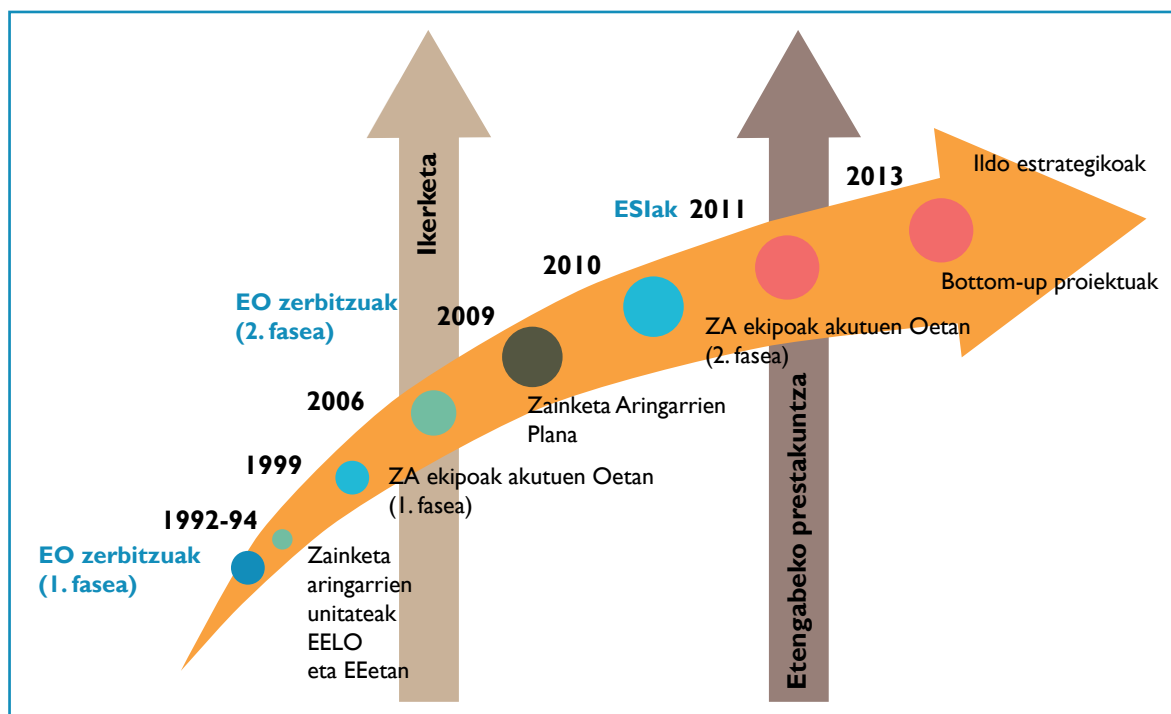 Ildo estrategikoak
2013
ESIak 2011
Ikerketa
2010
Bottom-up proiektuak
EO zerbitzuak
(2. fasea)
2009
ZA ekipoak akutuen Oetan
(2. fasea)
2006
Zainketa Aringarrien
Plana
1999
ZA ekipoak akutuen Oetan
(1. fasea)
1992-94
EO zerbitzuak
(1. fasea)
Zainketa
aringarrien
unitateak
EELO
eta EEetan
Etengabeko prestakuntza